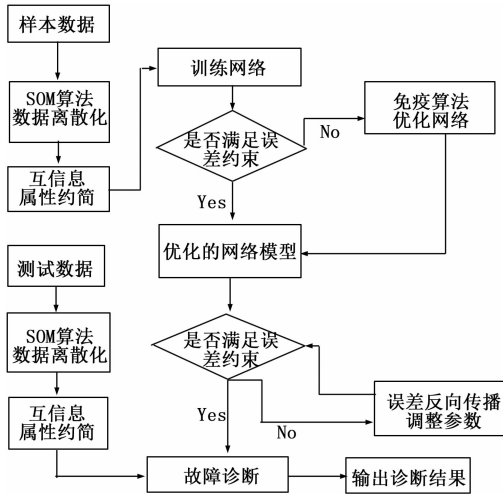 样本数据
SOM算法
数据离散化
互信息
属性约简
训练网络
是否满足误
差约束
No
免疫算法
优化网络
Yes
优化的网络模型
测试数据
SOM算法
数据离散化
互信息
属性约简
是否满足误
差约束
Yes
No
误差反向传播
调整参数
故障诊断
输出诊断结果